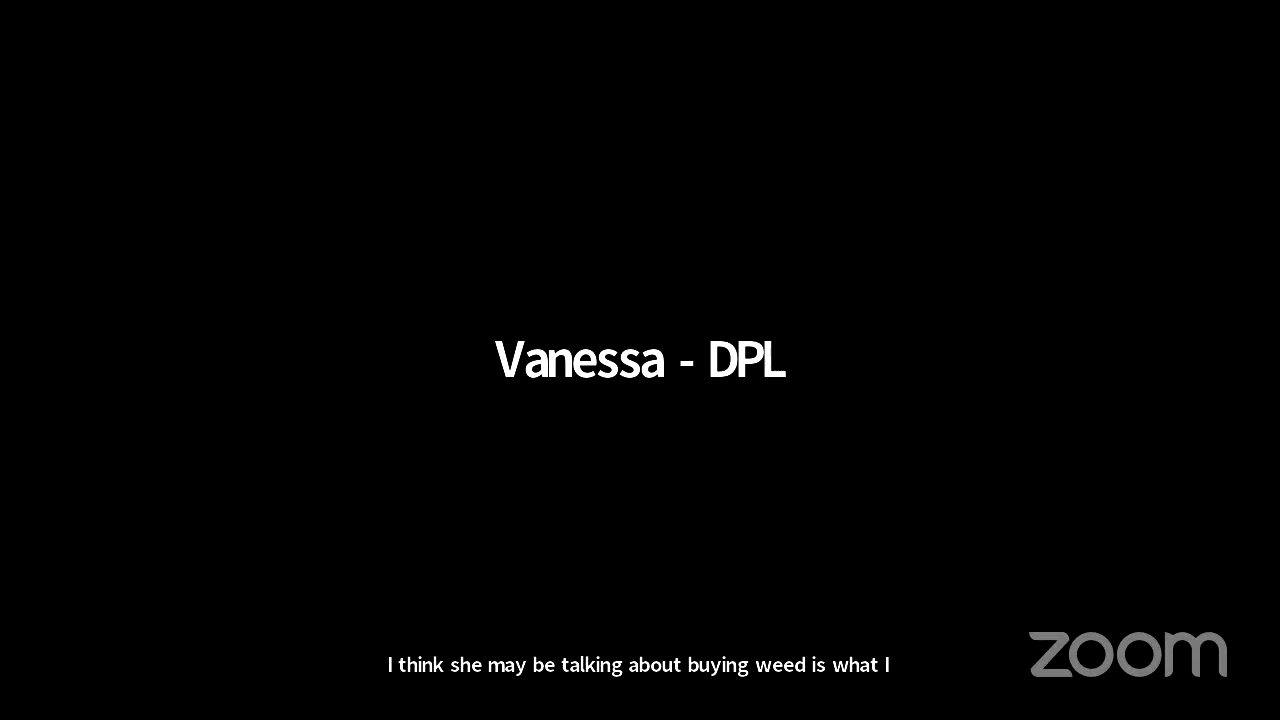 Vanessa - DPL
I think she may be talking about buying weed is what I
zoom